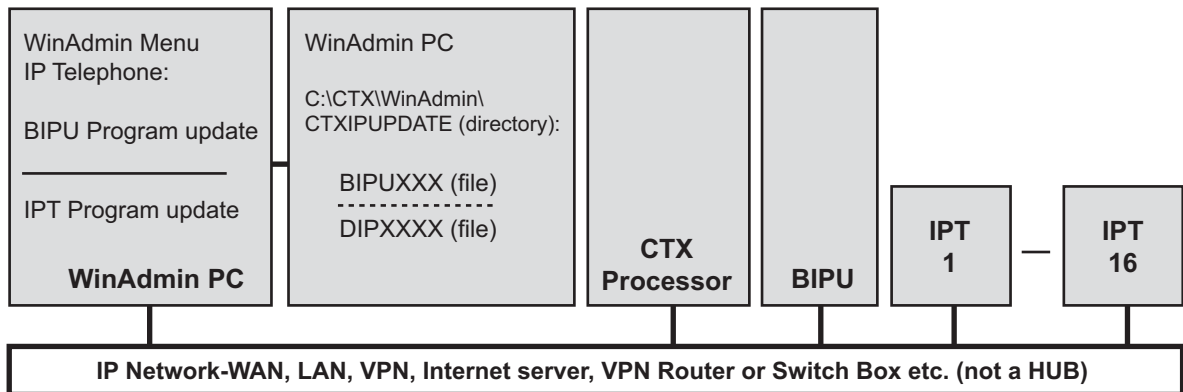 WinAdmin Menu
IP Telephone:
BIPU Program update
IPT Program update
WinAdmin PC
WinAdmin PC
C:\CTX\WinAdmin\
CTXIPUPDATE (directory):
BIPUXXX (file)
DIPXXXX (file)
CTX
Processor
BIPU
IPT
1
—
IPT
16
IP Network-WAN, LAN, VPN, Internet server, VPN Router or Switch Box etc. (not a HUB)